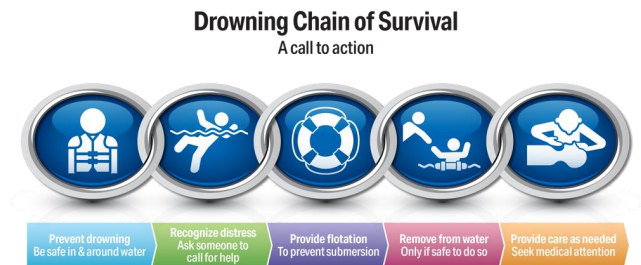 Drowning Chain of Survival
A call to action
Prevent drowning
Be safe in & around water
Recognize distress
Ask someone to
call for help
Provide flotation
To prevent submersion
Remove from water
Only if safe to do so
Provide care as needed
Seek medical attention